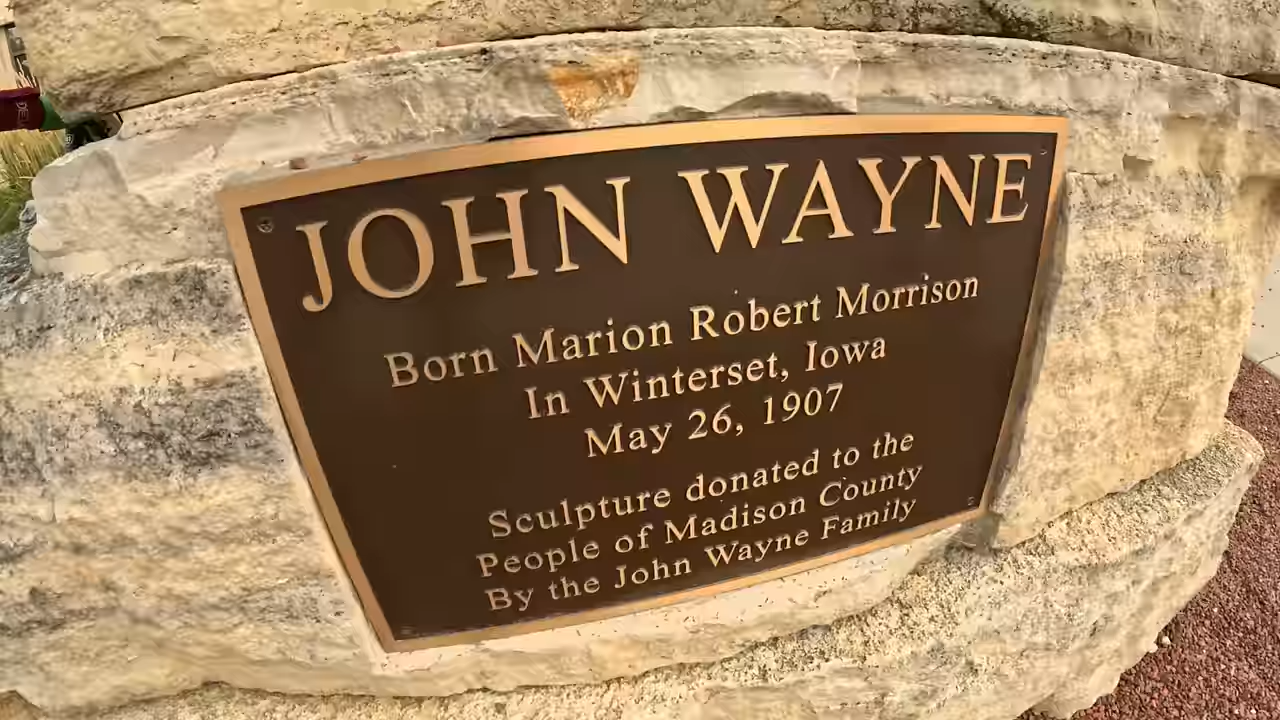 JOHN WAYNE
Born Marion Robert Morrison
In Winterset, Iowa
May 26, 1907
Sculpture donated to the
People of Madison County
By the John Wayne Family